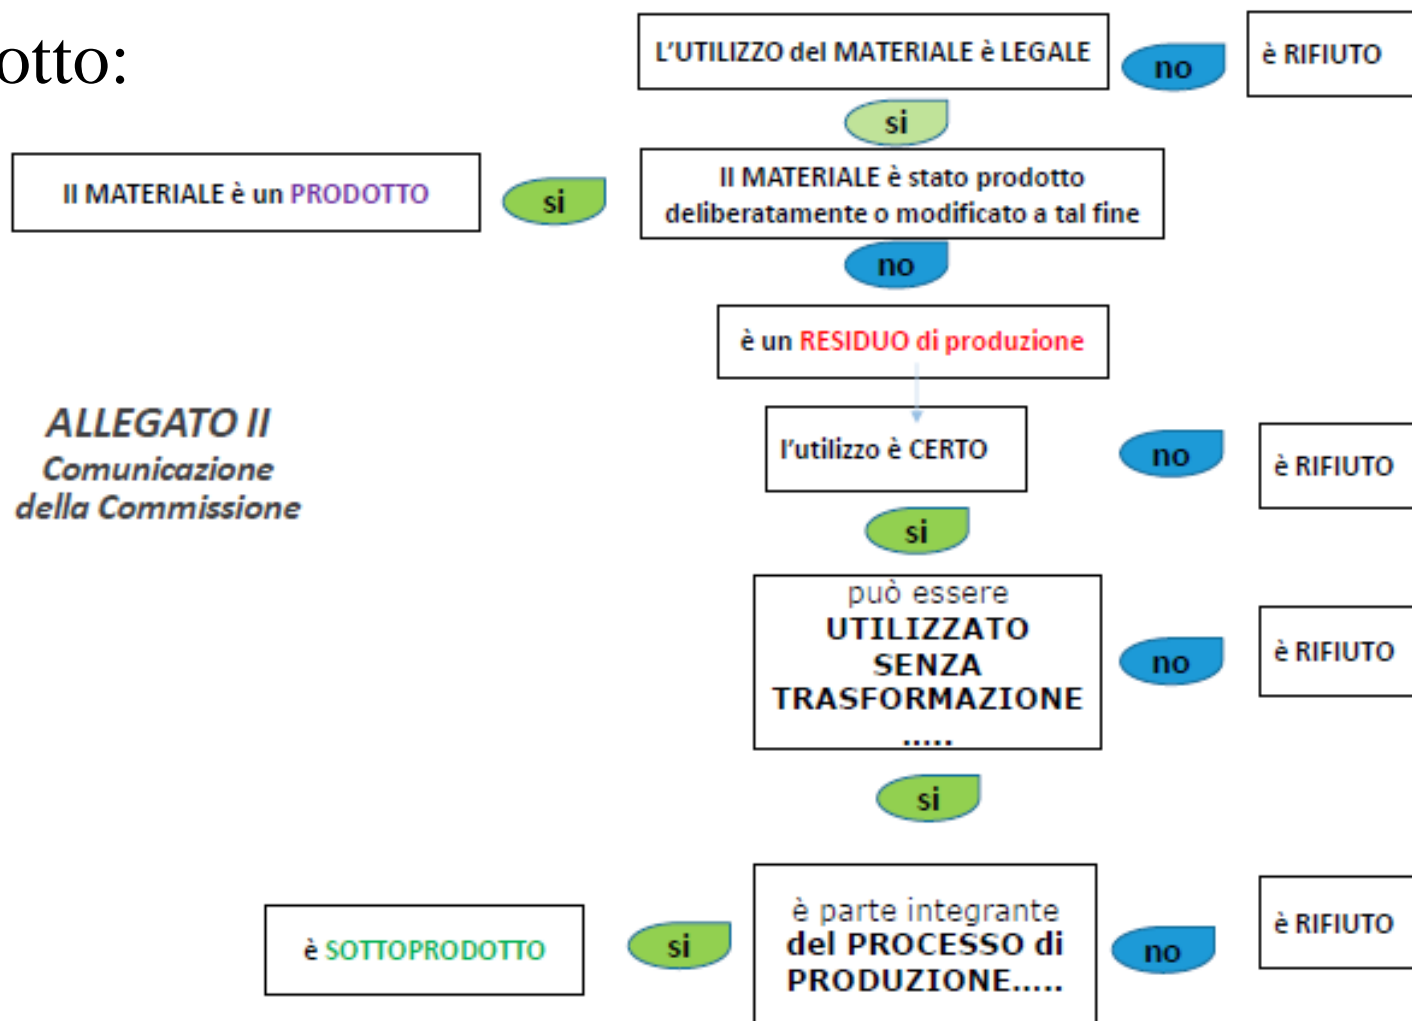 otto:
L'UTILIZZO del MATERIALE è LEGALE
no
è RIFIUTO
si
Il MATERIALE è un PRODOTTO
si
Il MATERIALE è stato prodotto
deliberatamente o modificato a tal fine
no
è un RESIDUO di produzione
ALLEGATO II
Comunicazione
della Commissione
l'utilizzo è CERTO
no
è RIFIUTO
si
può essere
UTILIZZATO
SENZA
TRASFORMAZIONE
.....
no
è RIFIUTO
si
è SOTTOPRODOTTO
si
è parte integrante
del PROCESSO di
PRODUZIONE.....
no
è RIFIUTO